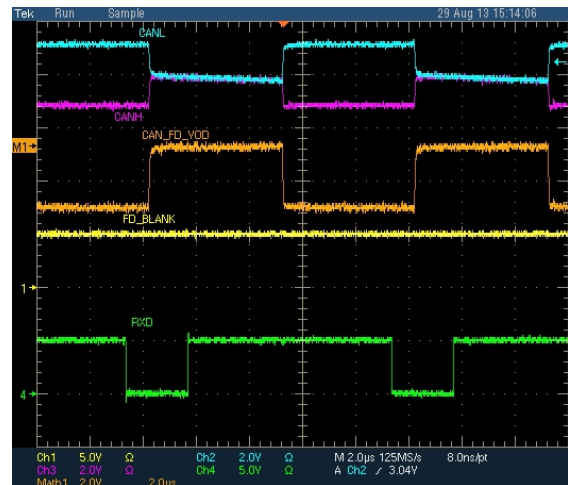 Tek Run Sample 29 Aug 13 15:14:06
CANL
CANH
M1
CAN_FD_VOD
FD_BLANK
1
RXD
4
Ch1 5.0V Ω Ch2 2.0V Ω M 2.0µs 125MS/s 8.0ns/pt
Ch3 2.0V Ω Ch4 5.0V Ω A Ch2 ∕ 3.04V
Math1 2.0V 2.0µs